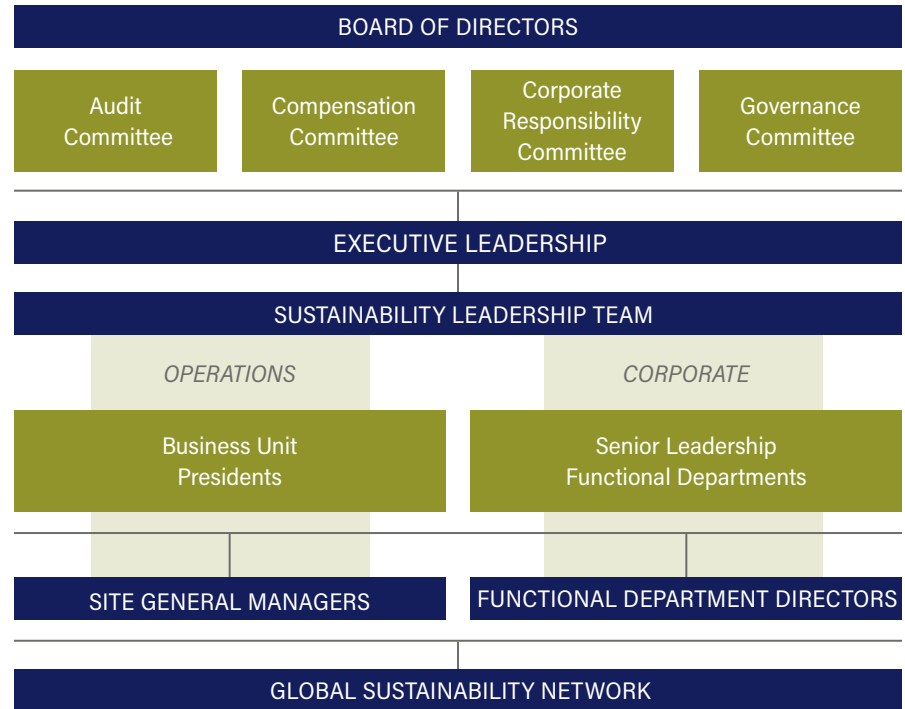 BOARD OF DIRECTORS
Audit
Committee
Compensation
Committee
Corporate
Responsibility
Committee
Governance
Committee
EXECUTIVE LEADERSHIP
SUSTAINABILITY LEADERSHIP TEAM
OPERATIONS
CORPORATE
Business Unit
Presidents
Senior Leadership
Functional Departments
SITE GENERAL MANAGERS
FUNCTIONAL DEPARTMENT DIRECTORS
GLOBAL SUSTAINABILITY NETWORK